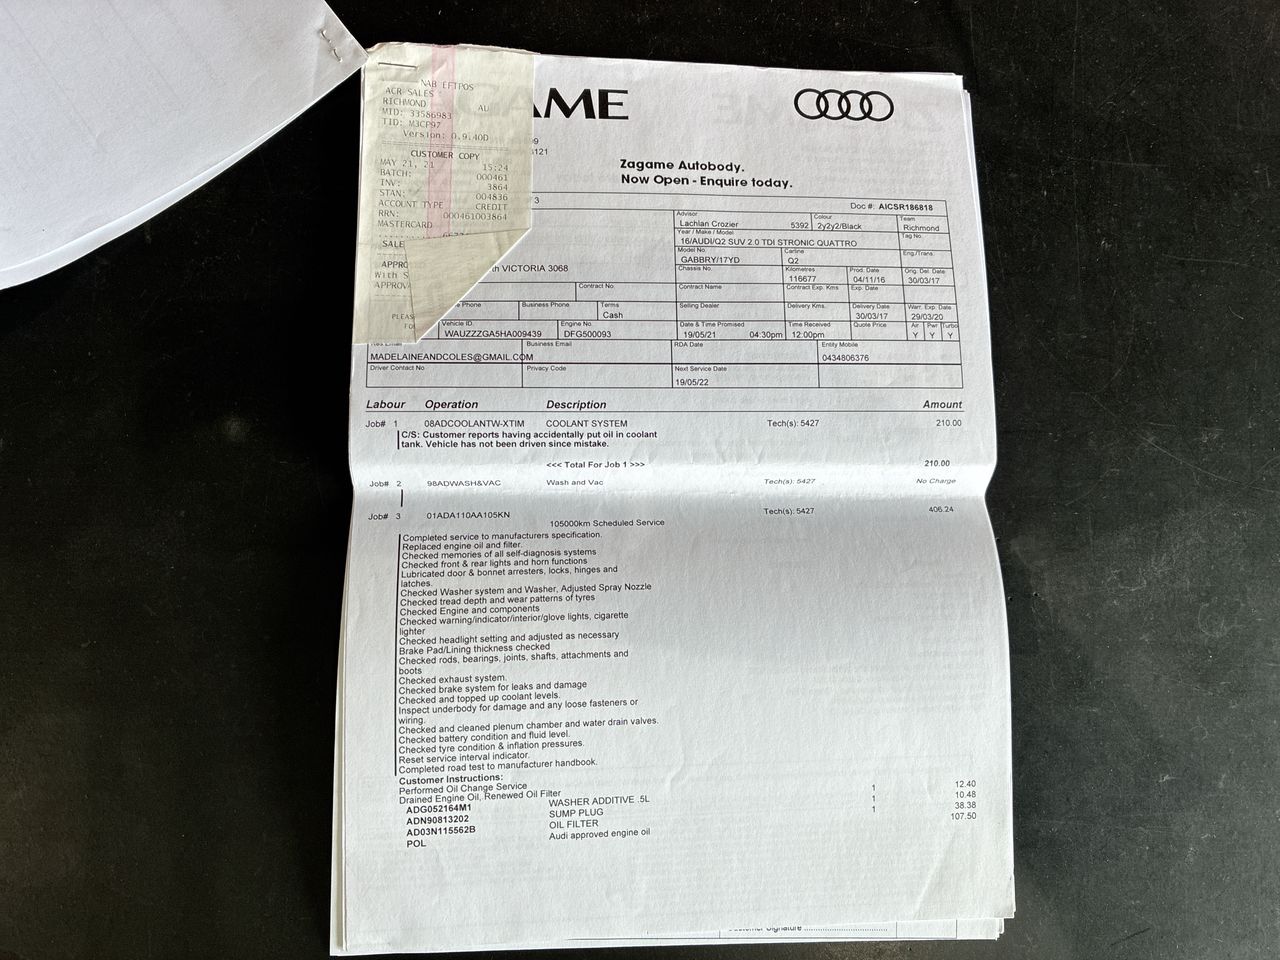 NAB EFTPOS
ACR SALES
RICHMOND AU
MID: 33586983
TID: M3CP97
Version: 0.9.40D
CUSTOMER COPY
MAY 21, 21 15:24
BATCH: 000461
INV: 3864
STAN: 004836
ACCOUNT TYPE CREDIT
RRN: 000461003864
MASTERCARD
SALE
APPRO
With S
APPROV
PLEAS
FO
AME
09
121
Zagame Autobody.
Now Open - Enquire today.
3
Doc #: AICSR186818
Advisor
Lachlan Crozier 5392
Colour
2y2y2/Black
Team
Richmond
Year / Make / Model
16/AUDI/Q2 SUV 2.0 TDI STRONIC QUATTRO
Tag No.
Model No.
GABBRY/17YD
Carline
Q2
Eng./Trans.
th VICTORIA 3068
Chassis No.
Kilometres
116677
Prod. Date
04/11/16
Orig. Del. Date
30/03/17
Contract No.
Contract Name
Contract Exp. Kms
Exp. Date
e Phone
Business Phone
Terms
Cash
Selling Dealer
Delivery Kms.
Delivery Date
30/03/17
Warr. Exp. Date
29/03/20
Vehicle ID.
WAUZZZGA5HA009439
Engine No.
DFG500093
Date & Time Promised
19/05/21 04:30pm
Time Received
12:00pm
Quote Price
Air Pwr Turbo
Y Y Y
Res Email
MADELAINEANDCOLES@GMAIL.COM
Business Email
RDA Date
Entity Mobile
0434806376
Driver Contact No
Privacy Code
Next Service Date
19/05/22
Labour Operation Description Amount
Job# 1 08ADCOOLANTW-XTIM COOLANT SYSTEM Tech(s): 5427 210.00
C/S: Customer reports having accidentally put oil in coolant
tank. Vehicle has not been driven since mistake.
<<< Total For Job 1 >>> 210.00
Job# 2 98ADWASH&VAC Wash and Vac Tech(s): 5427 No Charge
Job# 3 01ADA110AA105KN Tech(s): 5427 406.24
105000km Scheduled Service
Completed service to manufacturers specification.
Replaced engine oil and filter.
Checked memories of all self-diagnosis systems
Checked front & rear lights and horn functions
Lubricated door & bonnet arresters, locks, hinges and
latches.
Checked Washer system and Washer, Adjusted Spray Nozzle
Checked tread depth and wear patterns of tyres
Checked Engine and components
Checked warning/indicator/interior/glove lights, cigarette
lighter
Checked headlight setting and adjusted as necessary
Brake Pad/Lining thickness checked
Checked rods, bearings, joints, shafts, attachments and
boots
Checked exhaust system.
Checked brake system for leaks and damage
Checked and topped up coolant levels.
Inspect underbody for damage and any loose fasteners or
wiring.
Checked and cleaned plenum chamber and water drain valves.
Checked battery condition and fluid level.
Checked tyre condition & inflation pressures.
Reset service interval indicator.
Completed road test to manufacturer handbook.
Customer Instructions:
Performed Oil Change Service
Drained Engine Oil, Renewed Oil Filter
ADG052164M1 WASHER ADDITIVE .5L 1 12.40
ADN90813202 SUMP PLUG 1 10.48
AD03N115562B OIL FILTER 1 38.38
POL Audi approved engine oil 107.50
Customer Signature